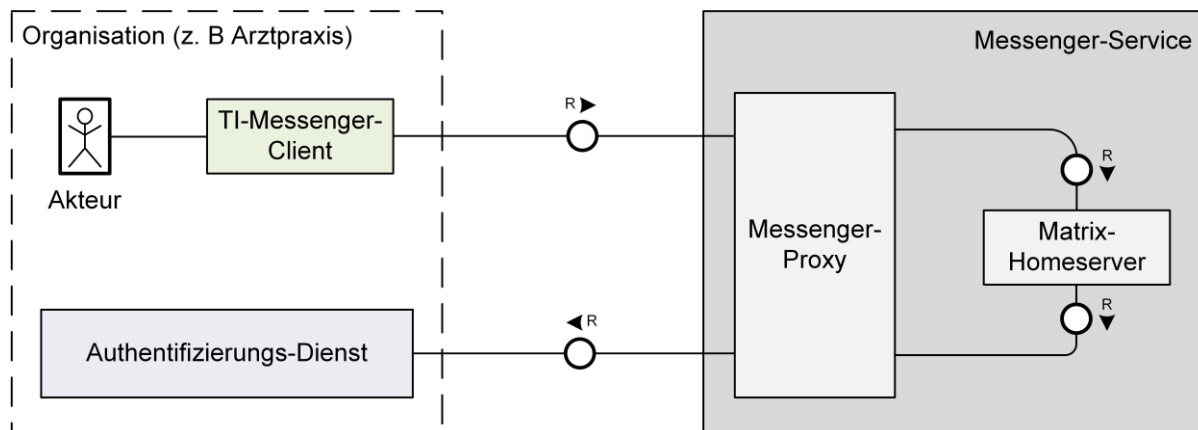 Organisation (z. B Arztpraxis)
Messenger-Service
TI-Messenger-
Client
R
R
Akteur
Messenger-
Proxy
Matrix-
Homeserver
R
R
Authentifizierungs-Dienst